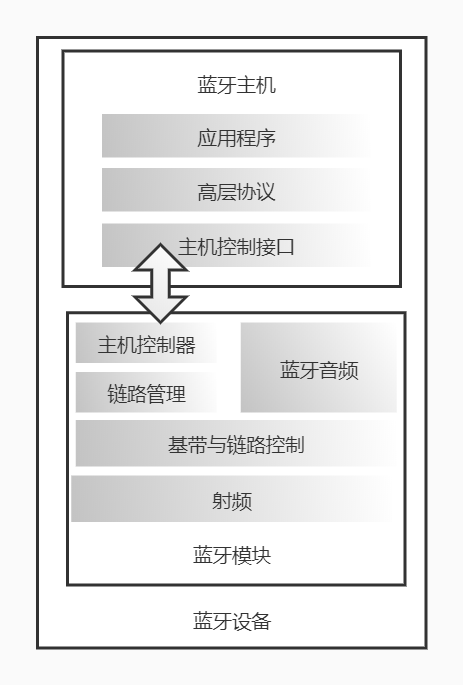 蓝牙主机
应用程序
高层协议
主机控制接口
主机控制器
链路管理
蓝牙音频
基带与链路控制
射频
蓝牙模块
蓝牙设备